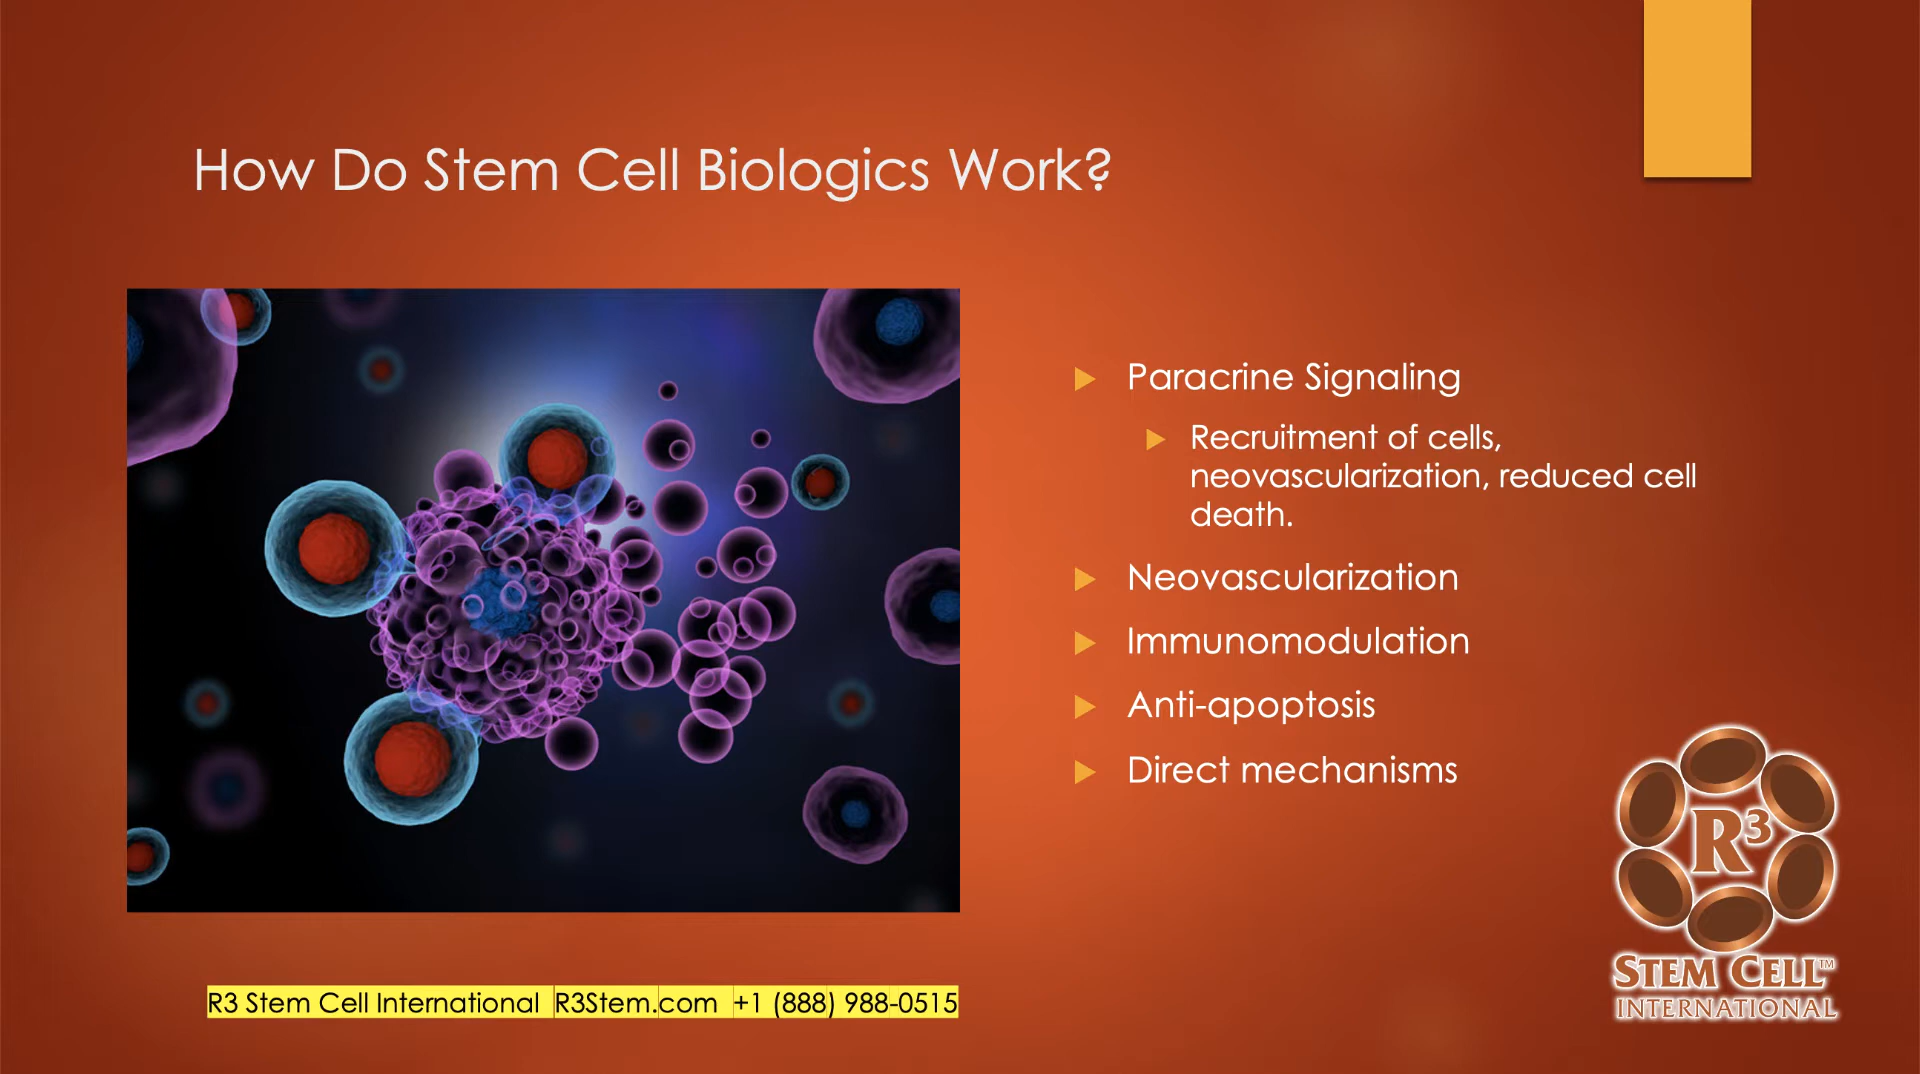 How Do Stem Cell Biologics Work?
Paracrine Signaling
Recruitment of cells,
neovascularization, reduced cell
death.
Neovascularization
Immunomodulation
Anti-apoptosis
Direct mechanisms
R3
STEM CELL™
INTERNATIONAL
R3 Stem Cell International R3Stem.com +1 (888) 988-0515